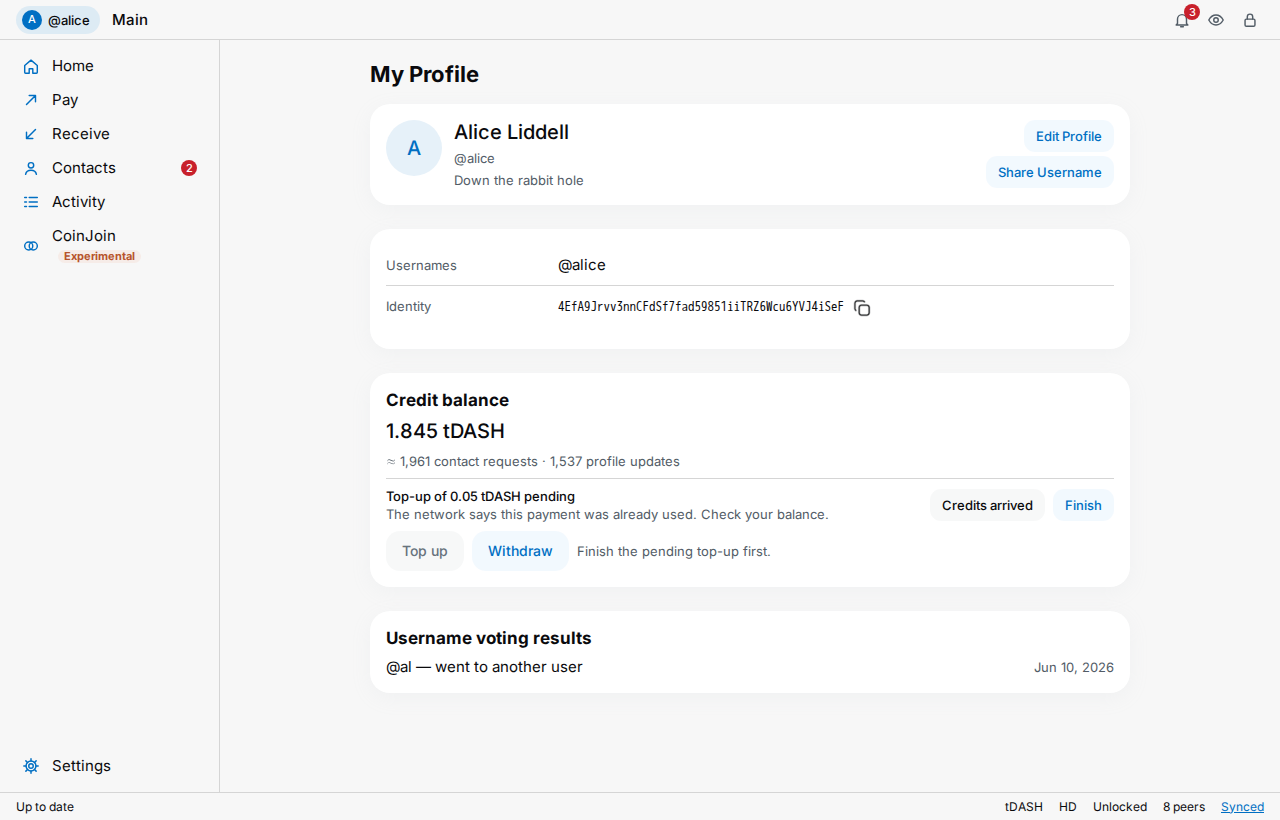 A @alice Main 3
Home
Pay
Receive
Contacts 2
Activity
CoinJoin
Experimental
Settings
My Profile
A
Alice Liddell
@alice
Down the rabbit hole
Edit Profile
Share Username
Usernames @alice
Identity 4EfA9Jrvv3nnCFdSf7fad59851iiTRZ6Wcu6YVJ4iSeF
Credit balance
1.845 tDASH
≈ 1,961 contact requests · 1,537 profile updates
Top-up of 0.05 tDASH pending
The network says this payment was already used. Check your balance.
Credits arrived Finish
Top up Withdraw Finish the pending top-up first.
Username voting results
@al — went to another user Jun 10, 2026
Up to date tDASH HD Unlocked 8 peers Synced